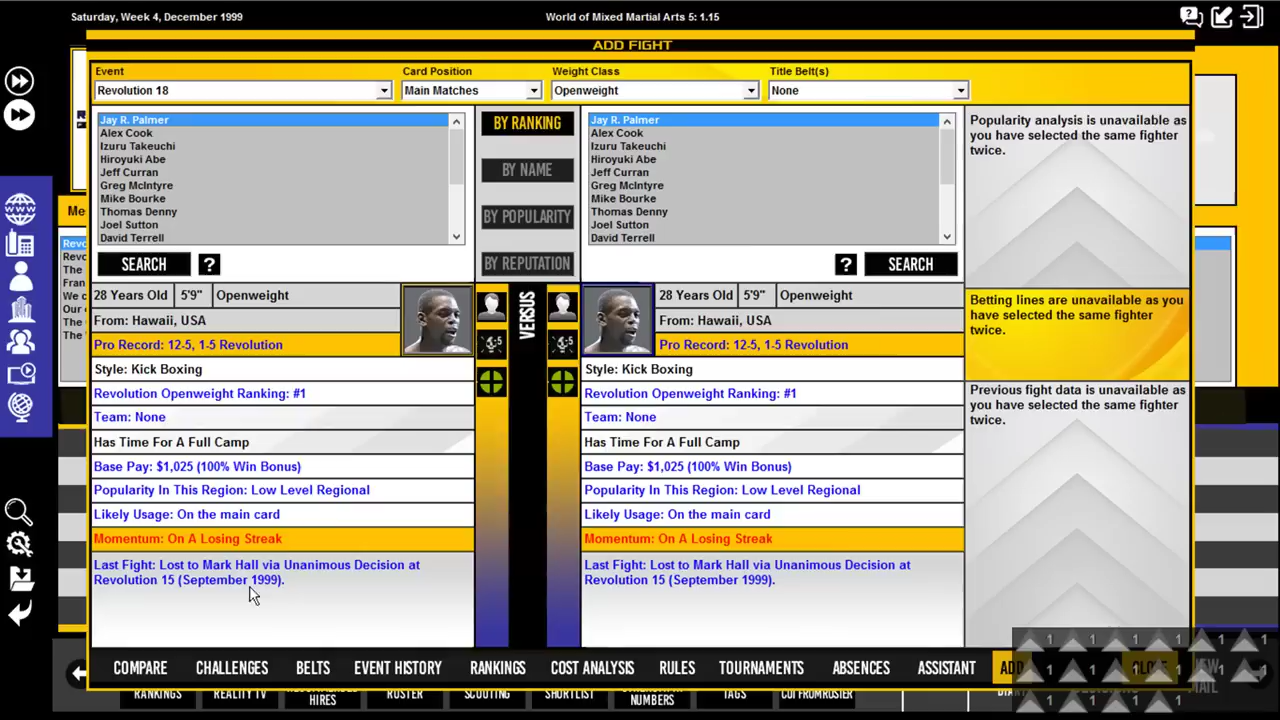 Saturday, Week 4, December 1999
World of Mixed Martial Arts 5: 1.15
ADD FIGHT
Event
Card Position
Weight Class
Title Belt(s)
Revolution 18
Main Matches
Openweight
None
Jay R. Palmer
Alex Cook
Izuru Takeuchi
Hiroyuki Abe
Jeff Curran
Greg McIntyre
Mike Bourke
Thomas Denny
Joel Sutton
David Terrell
SEARCH
?
BY RANKING
BY NAME
BY POPULARITY
BY REPUTATION
Jay R. Palmer
Alex Cook
Izuru Takeuchi
Hiroyuki Abe
Jeff Curran
Greg McIntyre
Mike Bourke
Thomas Denny
Joel Sutton
David Terrell
?
SEARCH
Popularity analysis is unavailable as
you have selected the same fighter
twice.
Betting lines are unavailable as you
have selected the same fighter
twice.
Previous fight data is unavailable as
you have selected the same fighter
twice.
28 Years Old
5'9"
Openweight
From: Hawaii, USA
Pro Record: 12-5, 1-5 Revolution
Style: Kick Boxing
Revolution Openweight Ranking: #1
Team: None
Has Time For A Full Camp
Base Pay: $1,025 (100% Win Bonus)
Popularity In This Region: Low Level Regional
Likely Usage: On the main card
Momentum: On A Losing Streak
Last Fight: Lost to Mark Hall via Unanimous Decision at
Revolution 15 (September 1999).
VERSUS
28 Years Old
5'9"
Openweight
From: Hawaii, USA
Pro Record: 12-5, 1-5 Revolution
Style: Kick Boxing
Revolution Openweight Ranking: #1
Team: None
Has Time For A Full Camp
Base Pay: $1,025 (100% Win Bonus)
Popularity In This Region: Low Level Regional
Likely Usage: On the main card
Momentum: On A Losing Streak
Last Fight: Lost to Mark Hall via Unanimous Decision at
Revolution 15 (September 1999).
COMPARE
CHALLENGES
BELTS
EVENT HISTORY
RANKINGS
COST ANALYSIS
RULES
TOURNAMENTS
ABSENCES
ASSISTANT
ADD
CLOSE
RANKINGS
REALITY TV
HIRES
ROSTER
SCOUTING
SHORTLIST
NUMBERS
TAGS
MAIL